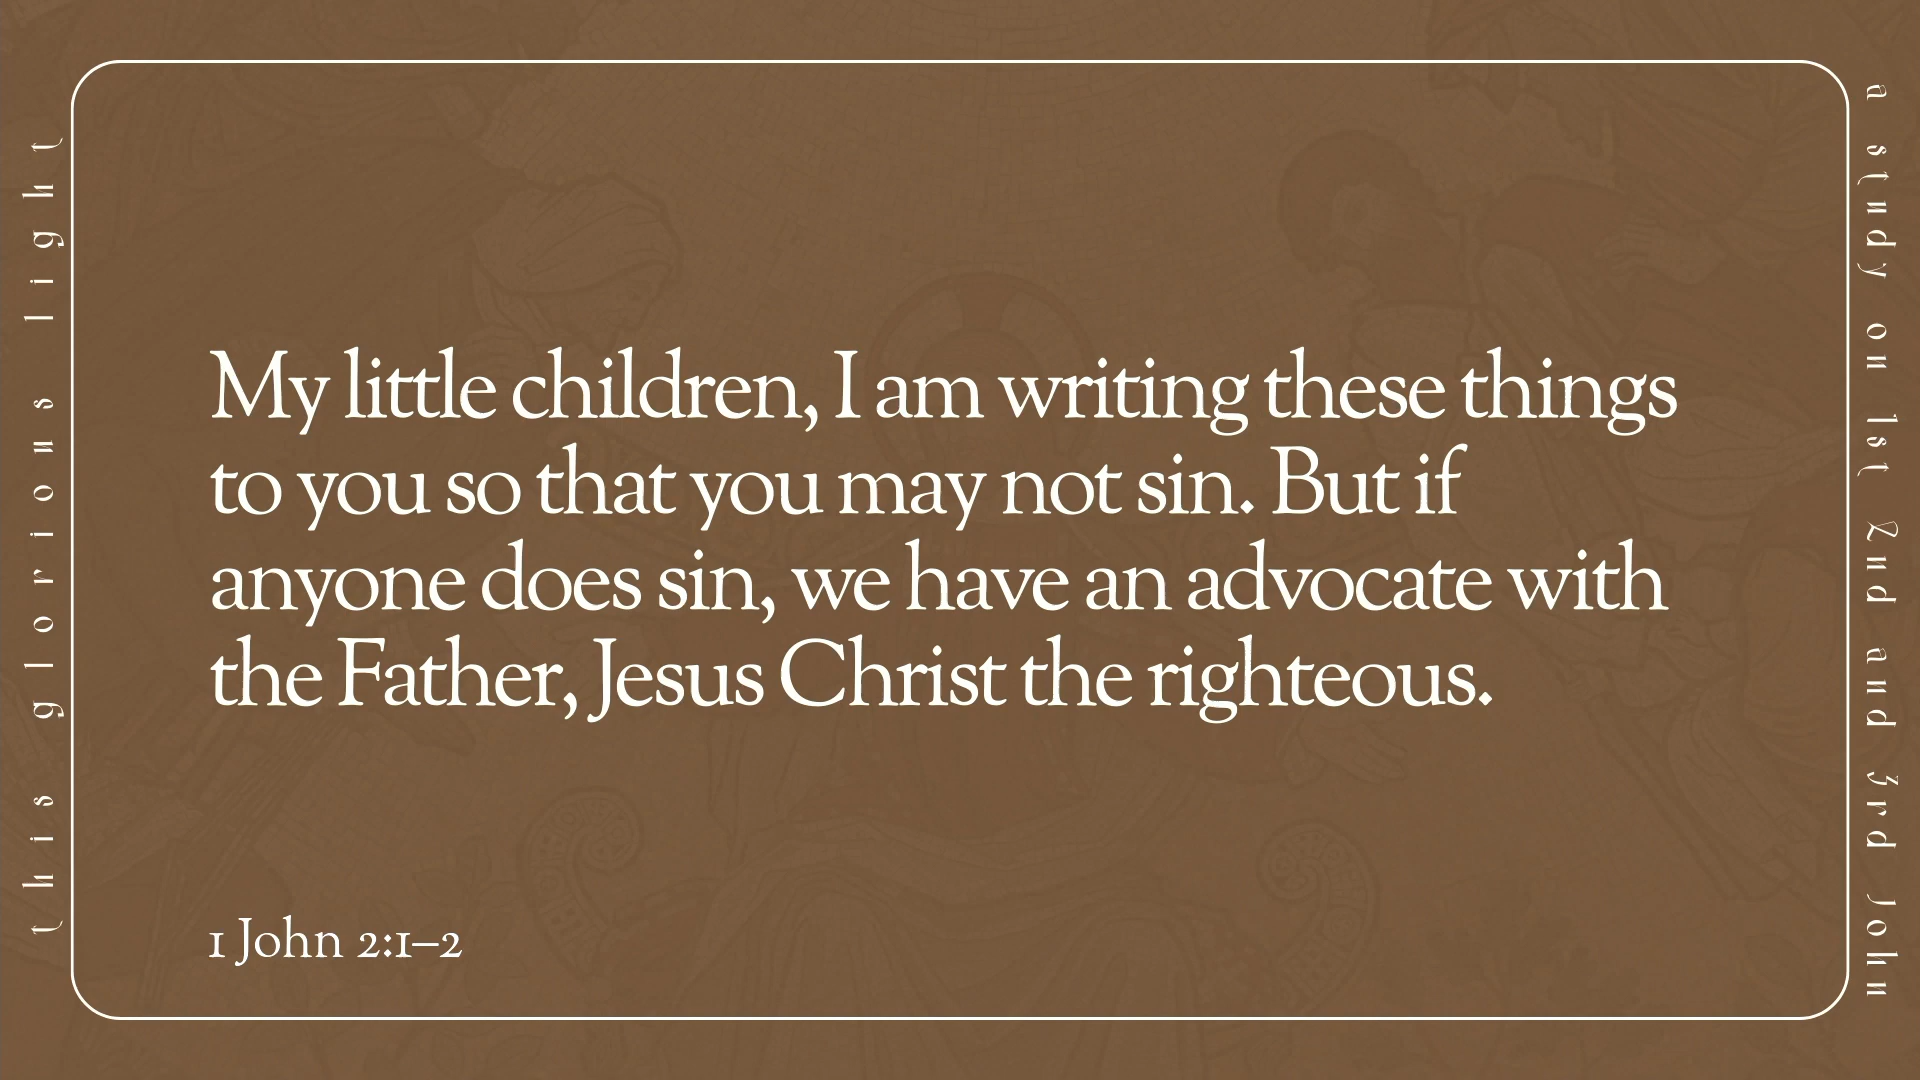 this glorious light
My little children, I am writing these things
to you so that you may not sin. But if
anyone does sin, we have an advocate with
the Father, Jesus Christ the righteous.
1 John 2:1–2
a study on 1st 2nd and 3rd John